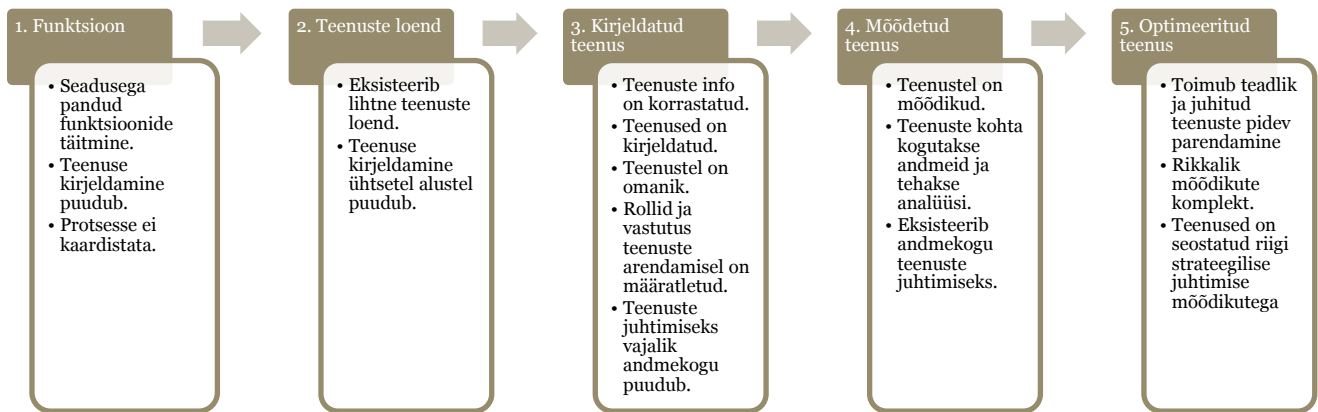 1. Funktsioon
• Seadusega
pandud
funktsioonide
täitmine.
• Teenuse
kirjeldamine
puudub.
• Protsesse ei
kaardistata.
2. Teenuste loend
• Eksisteerib
lihtne teenuste
loend.
• Teenuse
kirjeldamine
ühtsetel alustel
puudub.
3. Kirjeldatud
teenus
• Teenuste info
on korrastatud.
• Teenused on
kirjeldatud.
• Teenustel on
omanik.
• Rollid ja
vastutus
teenuste
arendamisel on
määratletud.
• Teenuste
juhtimiseks
vajalik
andmekogu
puudub.
4. Mõõdetud
teenus
• Teenustel on
mõõdikud.
• Teenuste kohta
kogutakse
andmeid ja
tehakse
analüüsi.
• Eksisteerib
andmekogu
teenuste
juhtimiseks.
5. Optimeeritud
teenus
• Toimub teadlik
ja juhitud
teenuste pidev
parendamine
• Rikkalik
mõõdikute
komplekt.
• Teenused on
seostatud riigi
strateegilise
juhtimise
mõõdikutega